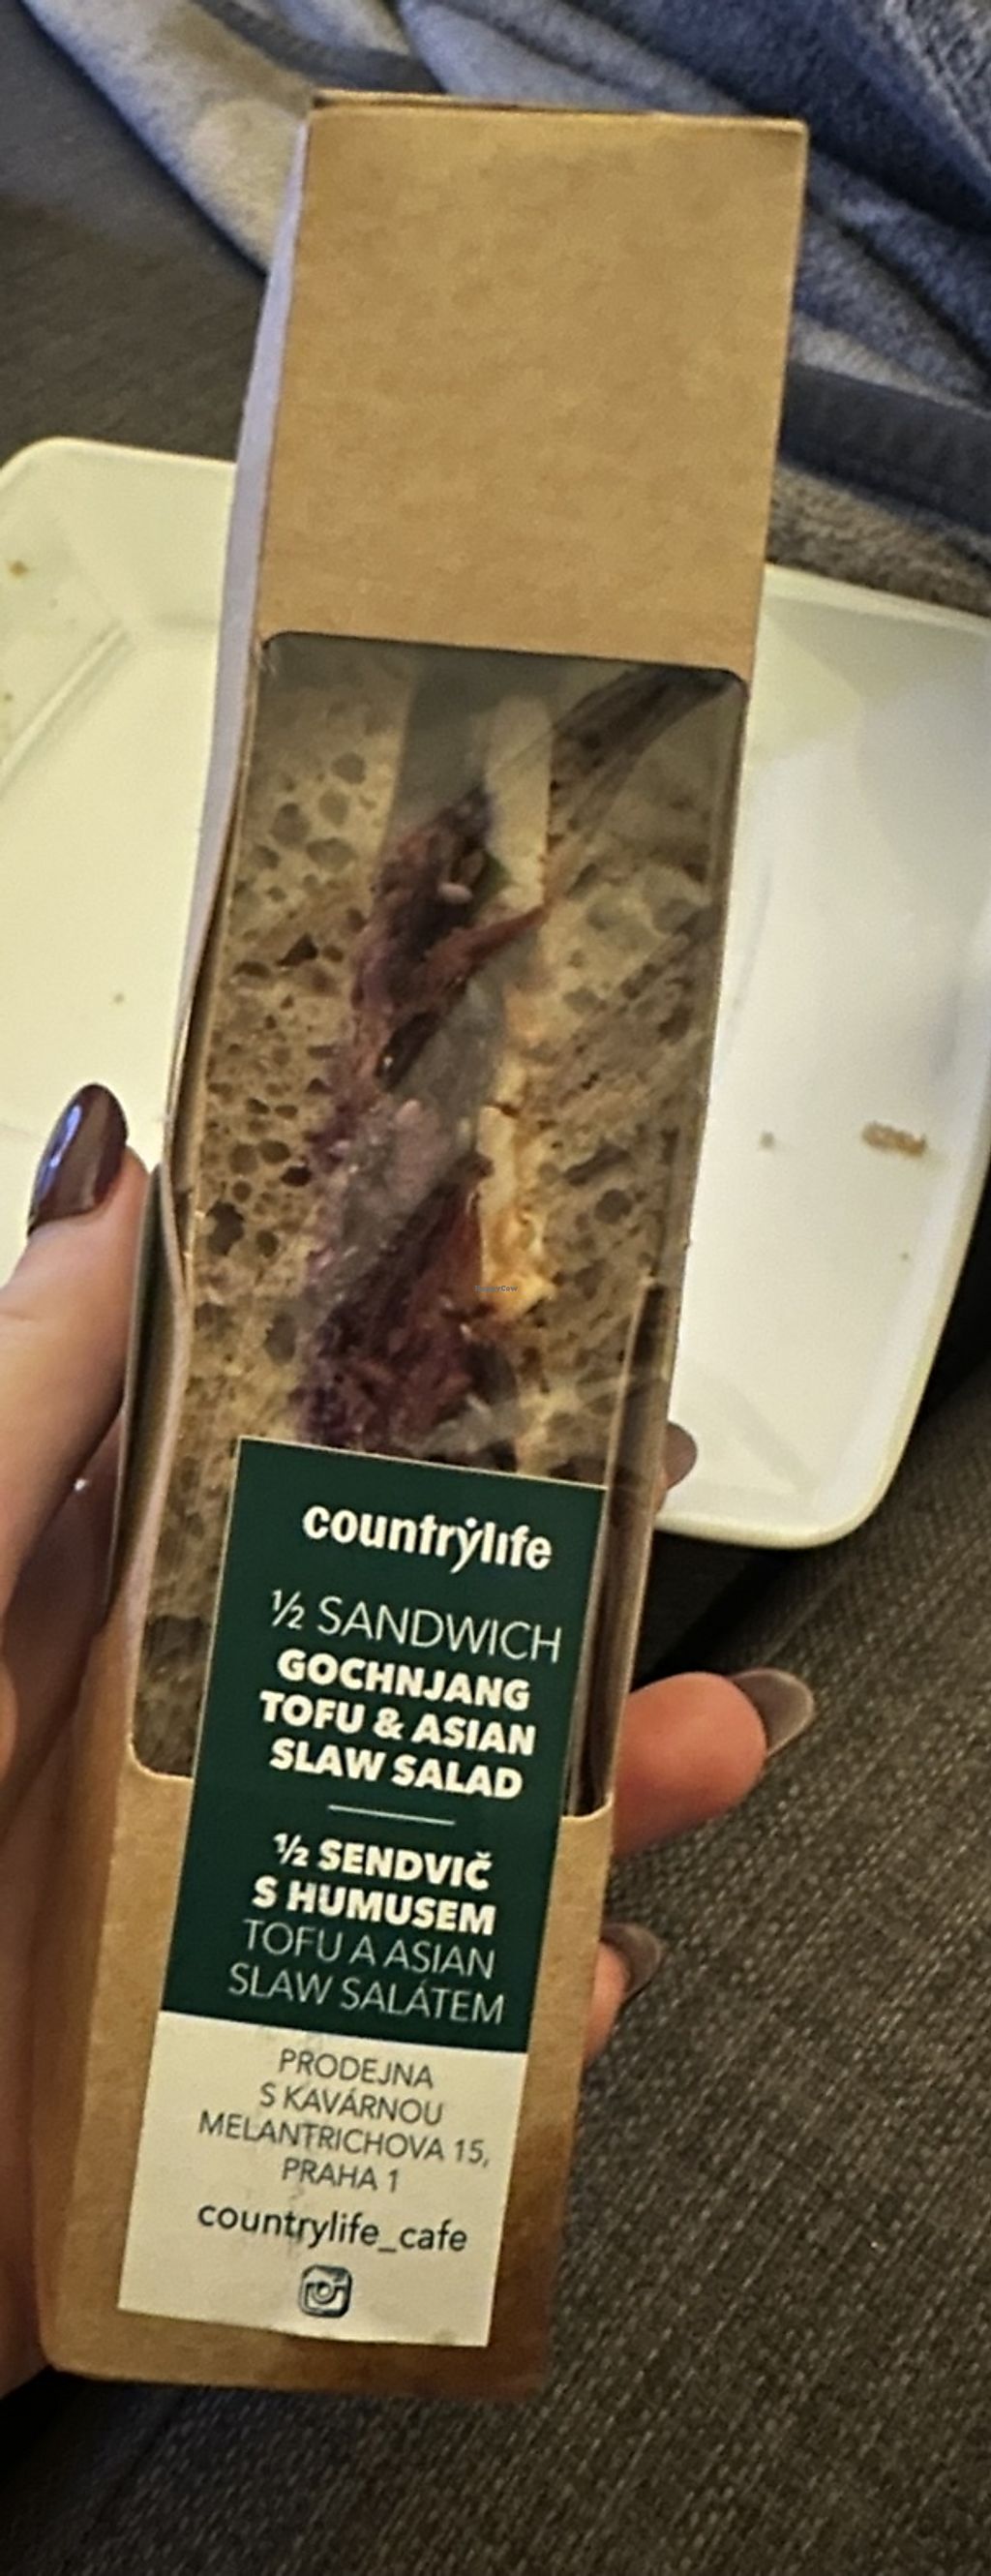 HappyCow
countrylife
½ SANDWICH
GOCHNJANG
TOFU & ASIAN
SLAW SALAD
½ SENDVIČ
S HUMUSEM
TOFU A ASIAN
SLAW SALÁTEM
PRODEJNA
S KAVÁRNOU
MELANTRICHOVA 15,
PRAHA 1
countrylife_cafe